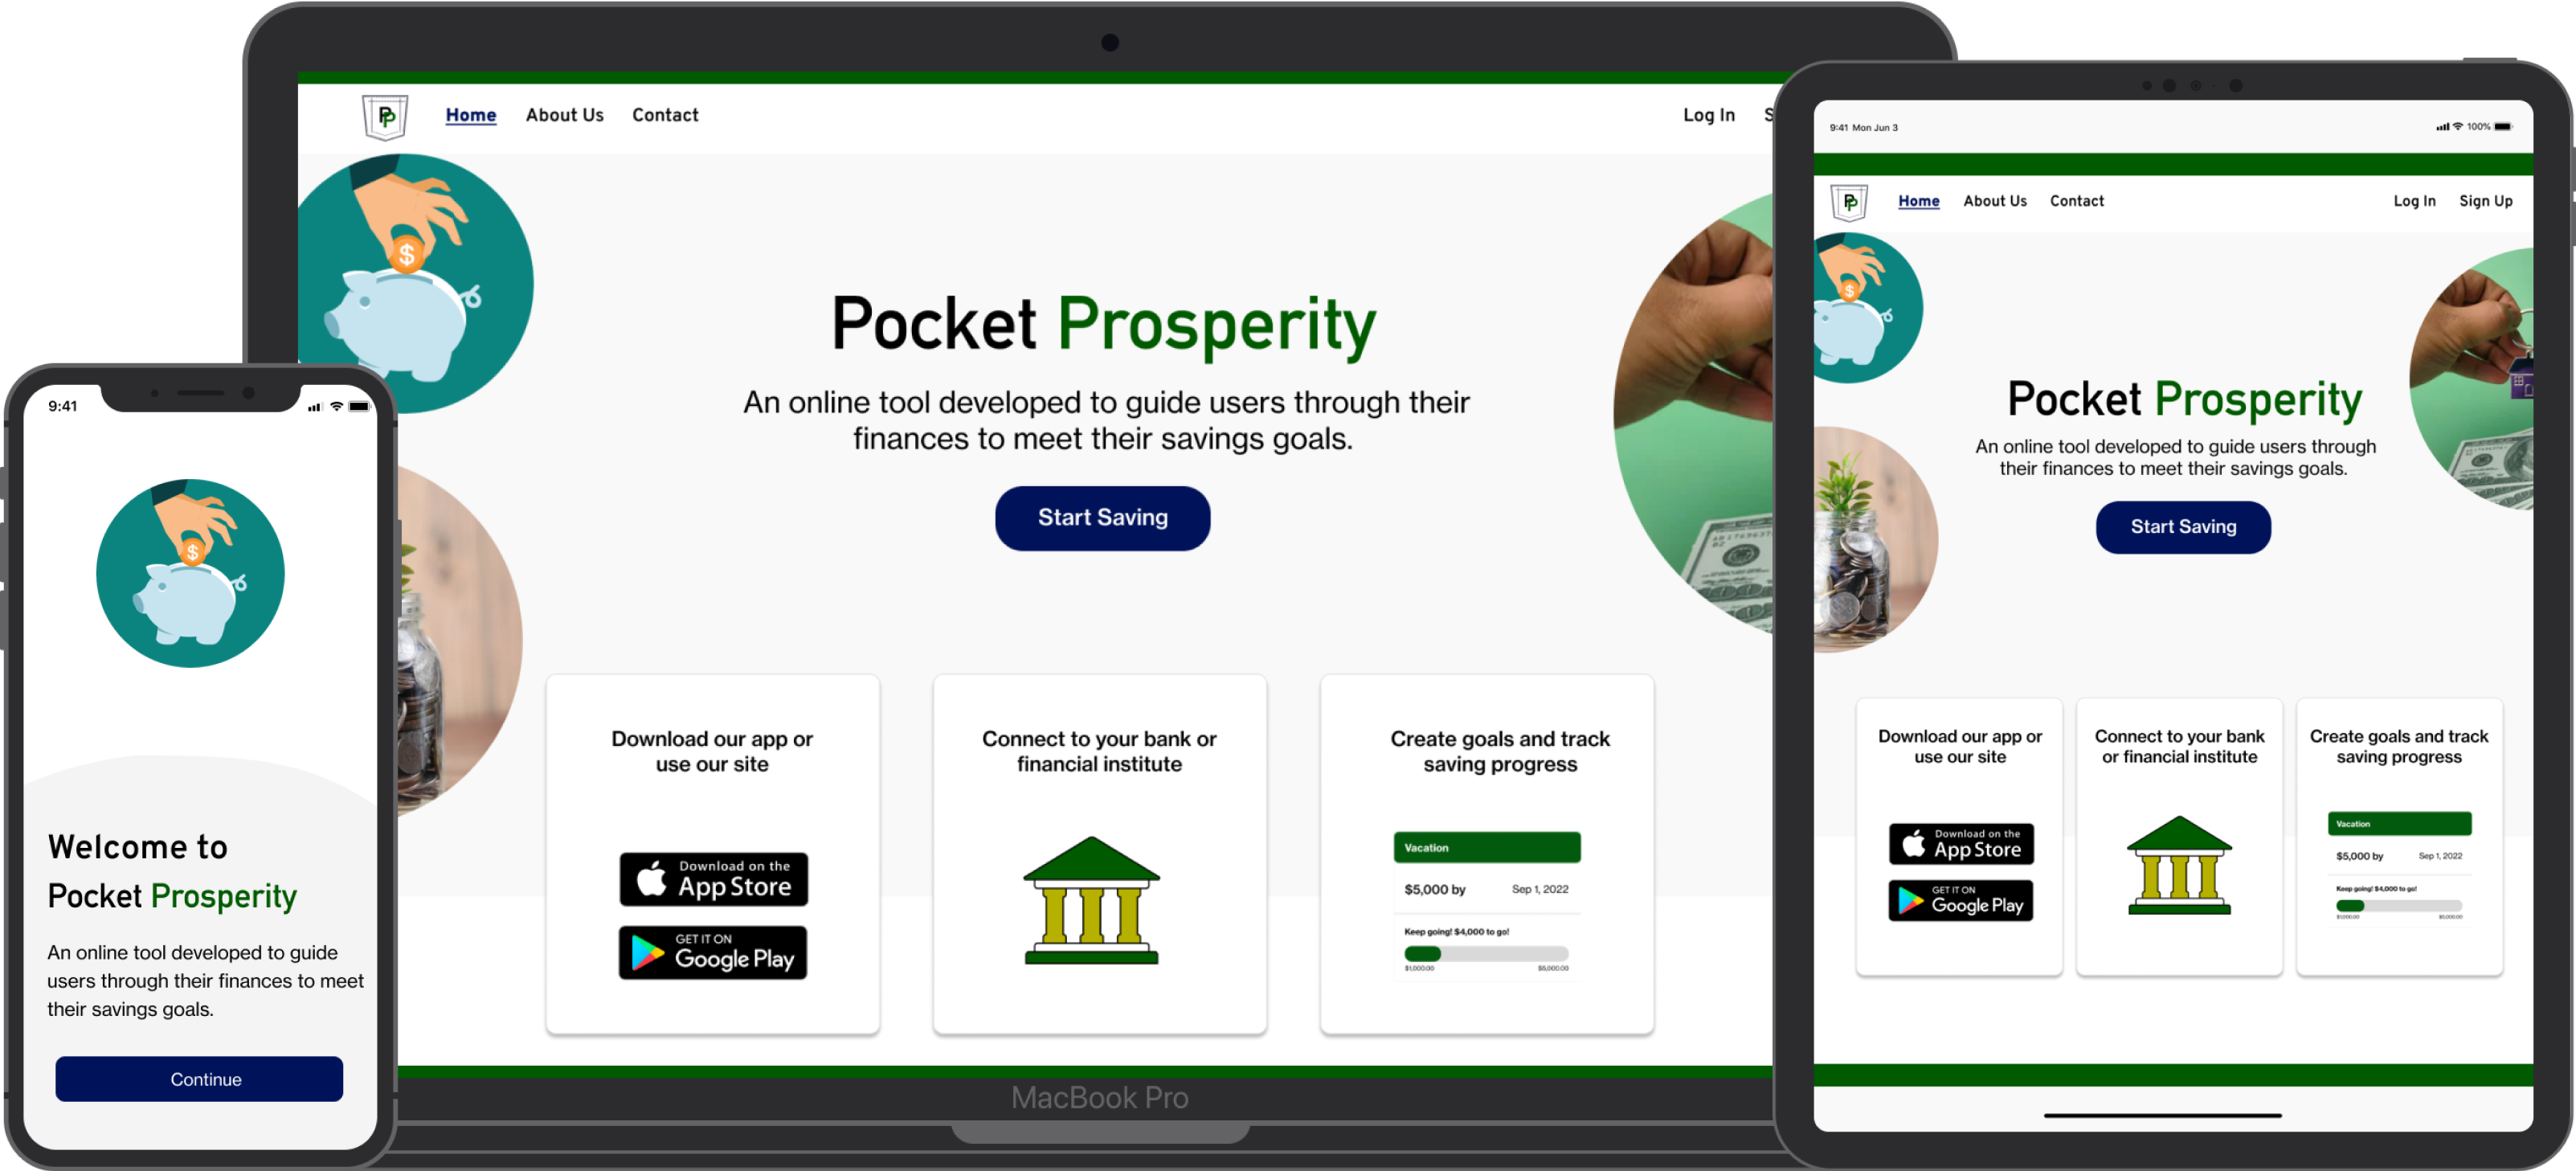 Home About Us Contact
Log In S
Pocket Prosperity
An online tool developed to guide users through their
finances to meet their savings goals.
Start Saving
Download our app or
use our site
Download on the
App Store
GET IT ON
Google Play
Connect to your bank or
financial institute
Create goals and track
saving progress
Vacation
$5,000 by Sep 1, 2022
Keep going! $4,000 to go!
$1,000.00 $5,000.00
MacBook Pro
9:41
$
Welcome to
Pocket Prosperity
An online tool developed to guide
users through their finances to meet
their savings goals.
Continue
9:41 Mon Jun 3 100%
Home About Us Contact Log In Sign Up
Pocket Prosperity
An online tool developed to guide users through
their finances to meet their savings goals.
Start Saving
Download our app or
use our site
Download on the
App Store
GET IT ON
Google Play
Connect to your bank
or financial institute
Create goals and track
saving progress
Vacation
$5,000 by Sep 1, 2022
Keep going! $4,000 to go!
$1,000.00 $5,000.00